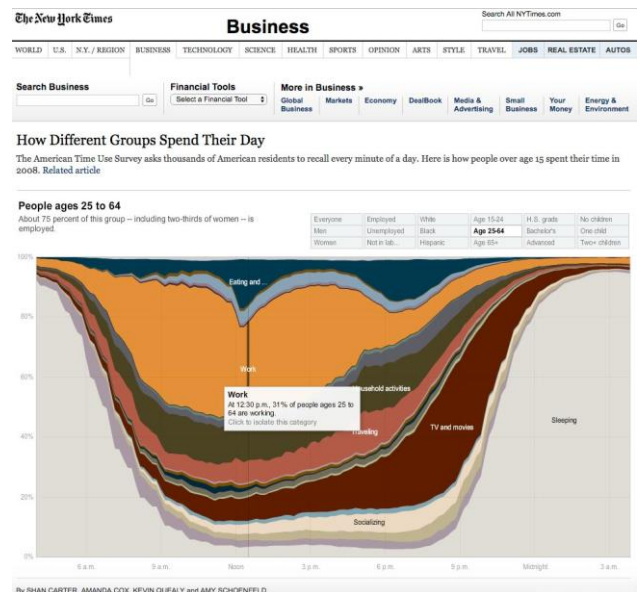 The New York Times
Business
Search All NYTimes.com
Go
WORLD U.S. N.Y. / REGION BUSINESS TECHNOLOGY SCIENCE HEALTH SPORTS OPINION ARTS STYLE TRAVEL JOBS REAL ESTATE AUTOS
Search Business
Go
Financial Tools
Select a Financial Tool
More in Business »
Global Business
Markets
Economy
DealBook
Media & Advertising
Small Business
Your Money
Energy & Environment
How Different Groups Spend Their Day
The American Time Use Survey asks thousands of American residents to recall every minute of a day. Here is how people over age 15 spent their time in
2008. Related article
People ages 25 to 64
About 75 percent of this group -- including two-thirds of women -- is
employed.
Everyone Employed White Age 15-24 H.S. grads No children
Men Unemployed Black Age 25-64 Bachelor's One child
Women Not in lab... Hispanic Age 65+ Advanced Two+ children
100%
80%
60%
40%
20%
0%
Eating and ...
Work
Work
At 12:30 p.m., 31% of people ages 25 to
64 are working.
Click to isolate this category
Household activities
Traveling
TV and movies
Sleeping
Socializing
6 a.m. 9 a.m. Noon 3 p.m. 6 p.m. 9 p.m. Midnight 3 a.m.
By SHAN CARTER, AMANDA COX, KEVIN QUEALY and AMY SCHOENFELD